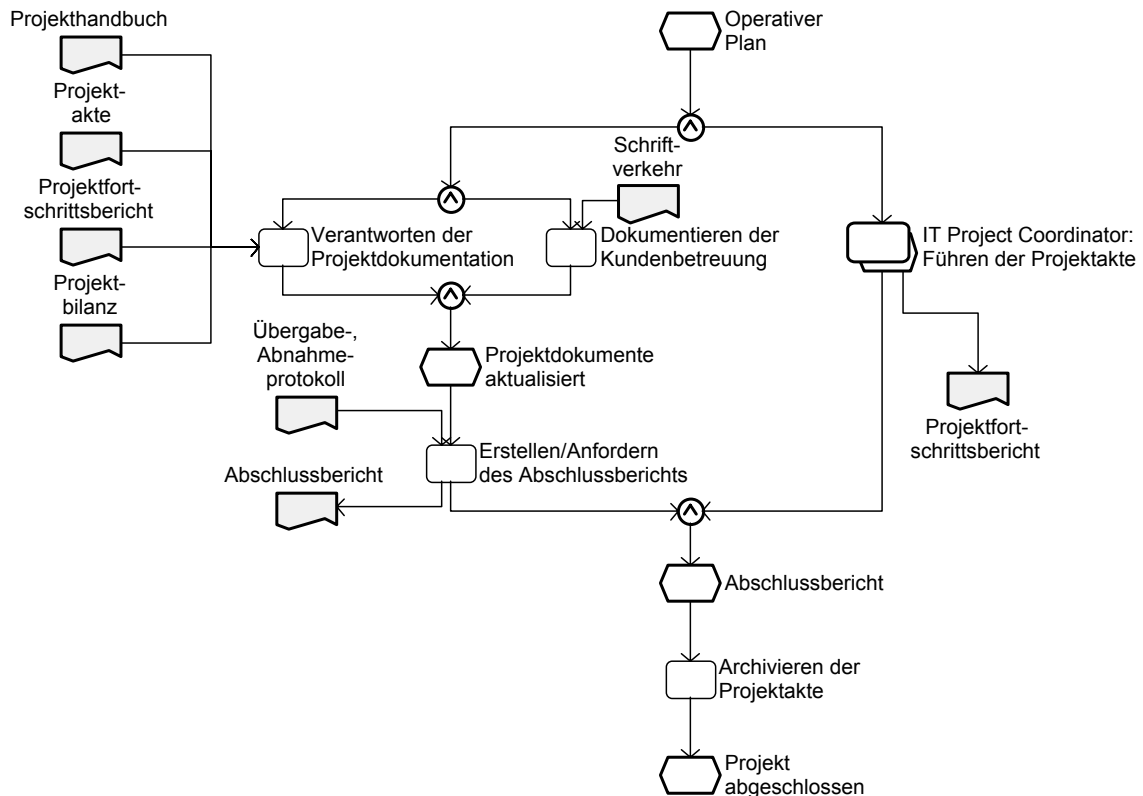 Projekthandbuch
Operativer
Plan
Projekt-
akte
Schrift-
verkehr
Projektfort-
schrittsbericht
Verantworten der
Projektdokumentation
Dokumentieren der
Kundenbetreuung
IT Project Coordinator:
Führen der Projektakte
Projekt-
bilanz
Übergabe-,
Abnahme-
protokoll
Projektdokumente
aktualisiert
Projektfort-
schrittsbericht
Erstellen/Anfordern
des Abschlussberichts
Abschlussbericht
Abschlussbericht
Archivieren der
Projektakte
Projekt
abgeschlossen